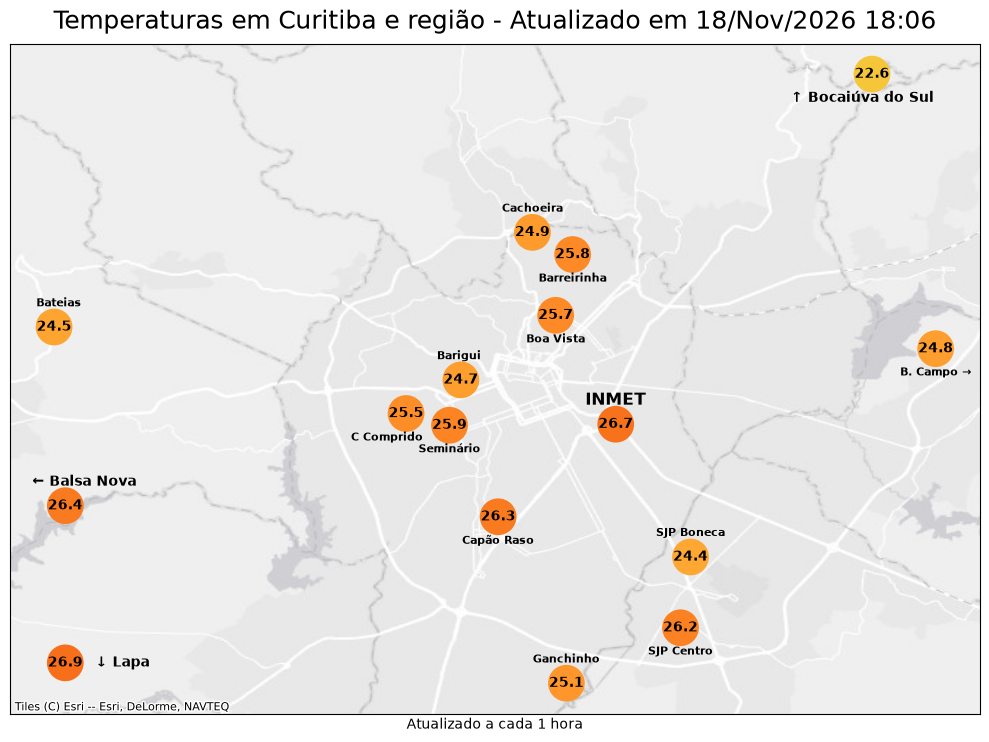 Temperaturas em Curitiba e região - Atualizado em 18/Nov/2026 18:06
22.6
↑ Bocaiúva do Sul
Cachoeira
24.9
25.8
Barreirinha
Bateias
24.5
25.7
Boa Vista
24.8
B. Campo →
Barigui
24.7
25.5
C Comprido
25.9
Seminário
INMET
26.7
← Balsa Nova
26.4
26.3
Capão Raso
SJP Boneca
24.4
26.2
SJP Centro
26.9
↓ Lapa
Ganchinho
25.1
Tiles (C) Esri -- Esri, DeLorme, NAVTEQ
Atualizado a cada 1 hora